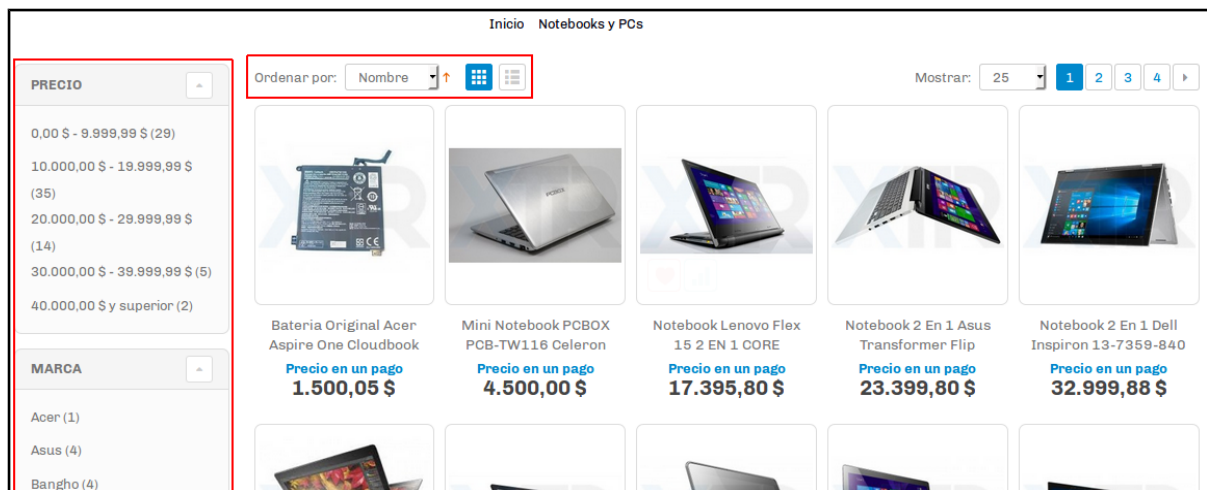 Inicio Notebooks y PCs
PRECIO
0,00 $ - 9.999,99 $ (29)
10.000,00 $ - 19.999,99 $
(35)
20.000,00 $ - 29.999,99 $
(14)
30.000,00 $ - 39.999,99 $ (5)
40.000,00 $ y superior (2)
MARCA
Acer (1)
Asus (4)
Bangho (4)
Ordenar por: Nombre
Mostrar: 25 1 2 3 4
Bateria Original Acer
Aspire One Cloudbook
Precio en un pago
1.500,05 $
Mini Notebook PCBOX
PCB-TW116 Celeron
Precio en un pago
4.500,00 $
Notebook Lenovo Flex
15 2 EN 1 CORE
Precio en un pago
17.395,80 $
Notebook 2 En 1 Asus
Transformer Flip
Precio en un pago
23.399,80 $
Notebook 2 En 1 Dell
Inspiron 13-7359-840
Precio en un pago
32.999,88 $